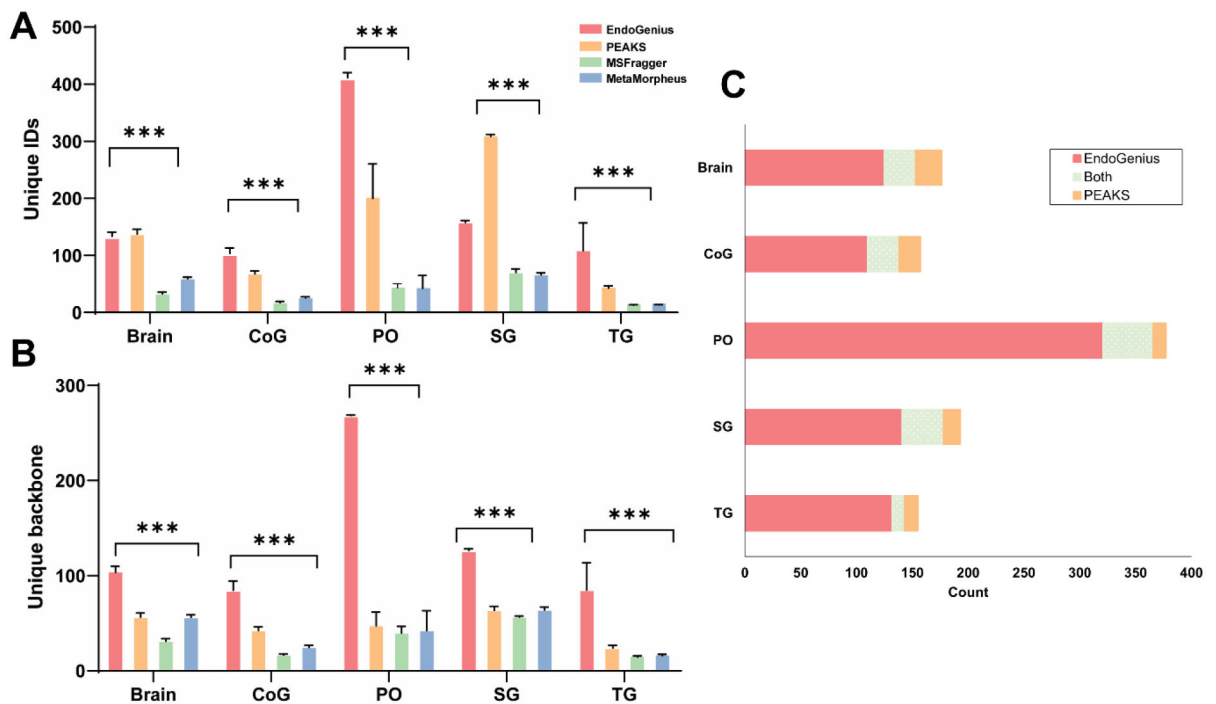 A
500
400
300
200
100
0
Unique IDs
***
***
***
***
***
EndoGenius
PEAKS
MSFragger
MetaMorpheus
Brain
CoG
PO
SG
TG
B
300
200
100
0
Unique backbone
***
***
***
***
***
Brain
CoG
PO
SG
TG
C
EndoGenius
Both
PEAKS
Brain
CoG
PO
SG
TG
0 50 100 150 200 250 300 350 400
Count